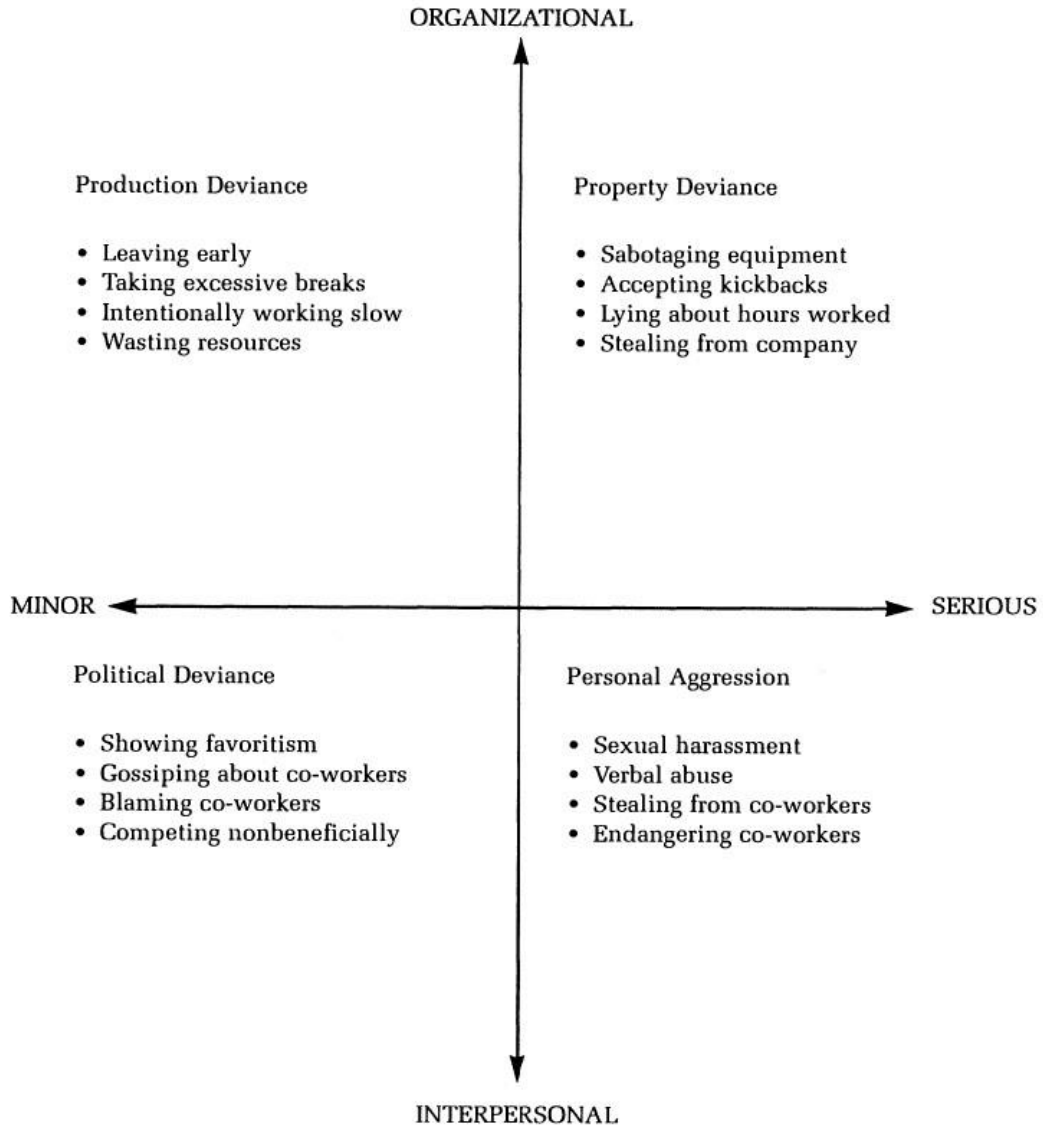 ORGANIZATIONAL
Production Deviance
• Leaving early
• Taking excessive breaks
• Intentionally working slow
• Wasting resources
Property Deviance
• Sabotaging equipment
• Accepting kickbacks
• Lying about hours worked
• Stealing from company
MINOR
SERIOUS
Political Deviance
• Showing favoritism
• Gossiping about co-workers
• Blaming co-workers
• Competing nonbeneficially
Personal Aggression
• Sexual harassment
• Verbal abuse
• Stealing from co-workers
• Endangering co-workers
INTERPERSONAL